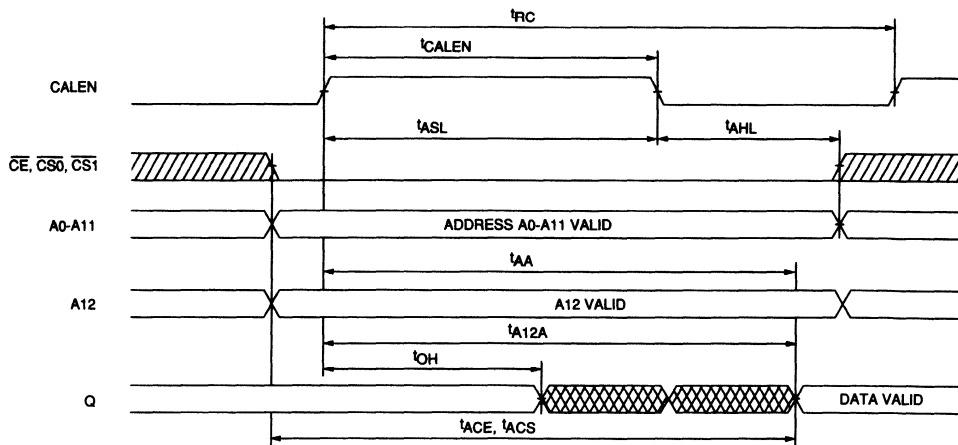 tRC
tCALEN
CALEN
tASL
tAHL
CE, CS0, CS1
A0-A11
ADDRESS A0-A11 VALID
tAA
A12
A12 VALID
tA12A
tOH
Q
DATA VALID
tACE, tACS